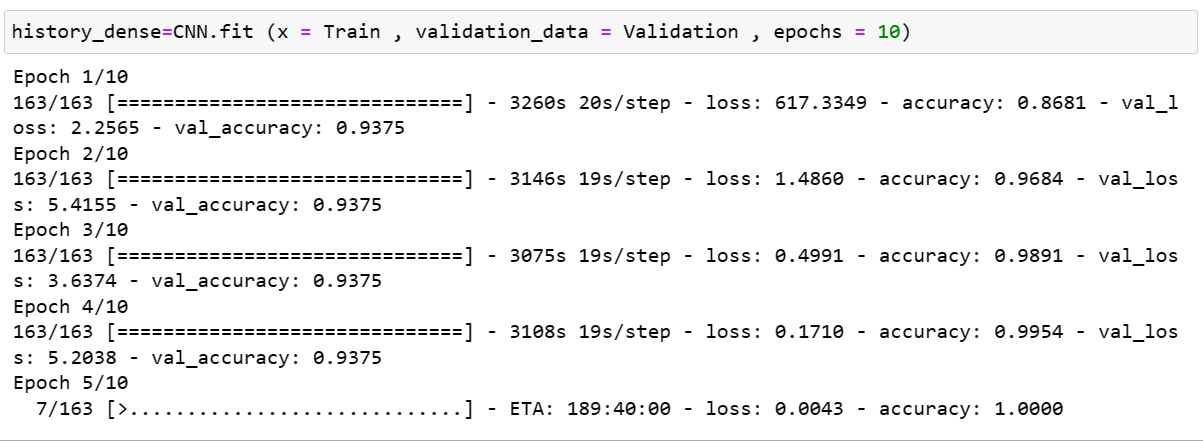 history_dense=CNN.fit (x = Train , validation_data = Validation , epochs = 10)
Epoch 1/10
163/163 [==============================] - 3260s 20s/step - loss: 617.3349 - accuracy: 0.8681 - val_l
oss: 2.2565 - val_accuracy: 0.9375
Epoch 2/10
163/163 [==============================] - 3146s 19s/step - loss: 1.4860 - accuracy: 0.9684 - val_los
s: 5.4155 - val_accuracy: 0.9375
Epoch 3/10
163/163 [==============================] - 3075s 19s/step - loss: 0.4991 - accuracy: 0.9891 - val_los
s: 3.6374 - val_accuracy: 0.9375
Epoch 4/10
163/163 [==============================] - 3108s 19s/step - loss: 0.1710 - accuracy: 0.9954 - val_los
s: 5.2038 - val_accuracy: 0.9375
Epoch 5/10
  7/163 [>.............................] - ETA: 189:40:00 - loss: 0.0043 - accuracy: 1.0000